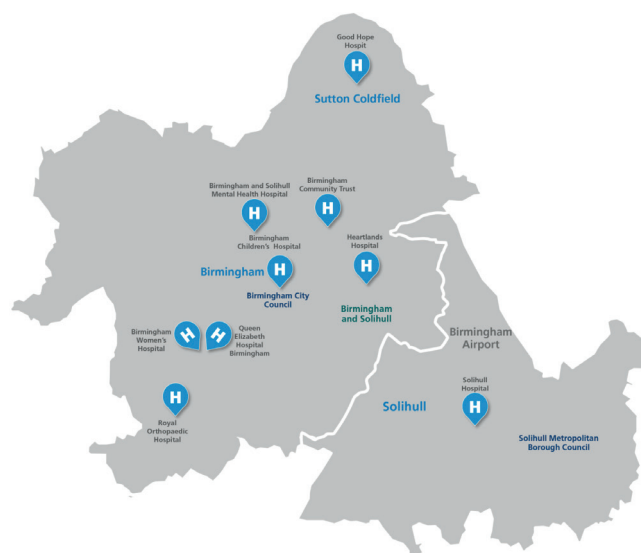 Good Hope
Hospit
H
Sutton Coldfield
Birmingham and Solihull
Mental Health Hospital
H
Birmingham
Community Trust
H
Birmingham
Children's Hospital
H
Heartlands
Hospital
H
Birmingham
Birmingham City
Council
Birmingham
and Solihull
Birmingham
Women's
Hospital
H
H
Queen
Elizabeth
Hospital
Birmingham
Birmingham
Airport
Solihull
Hospital
H
Solihull
H
Royal
Orthopaedic
Hospital
Solihull Metropolitan
Borough Council